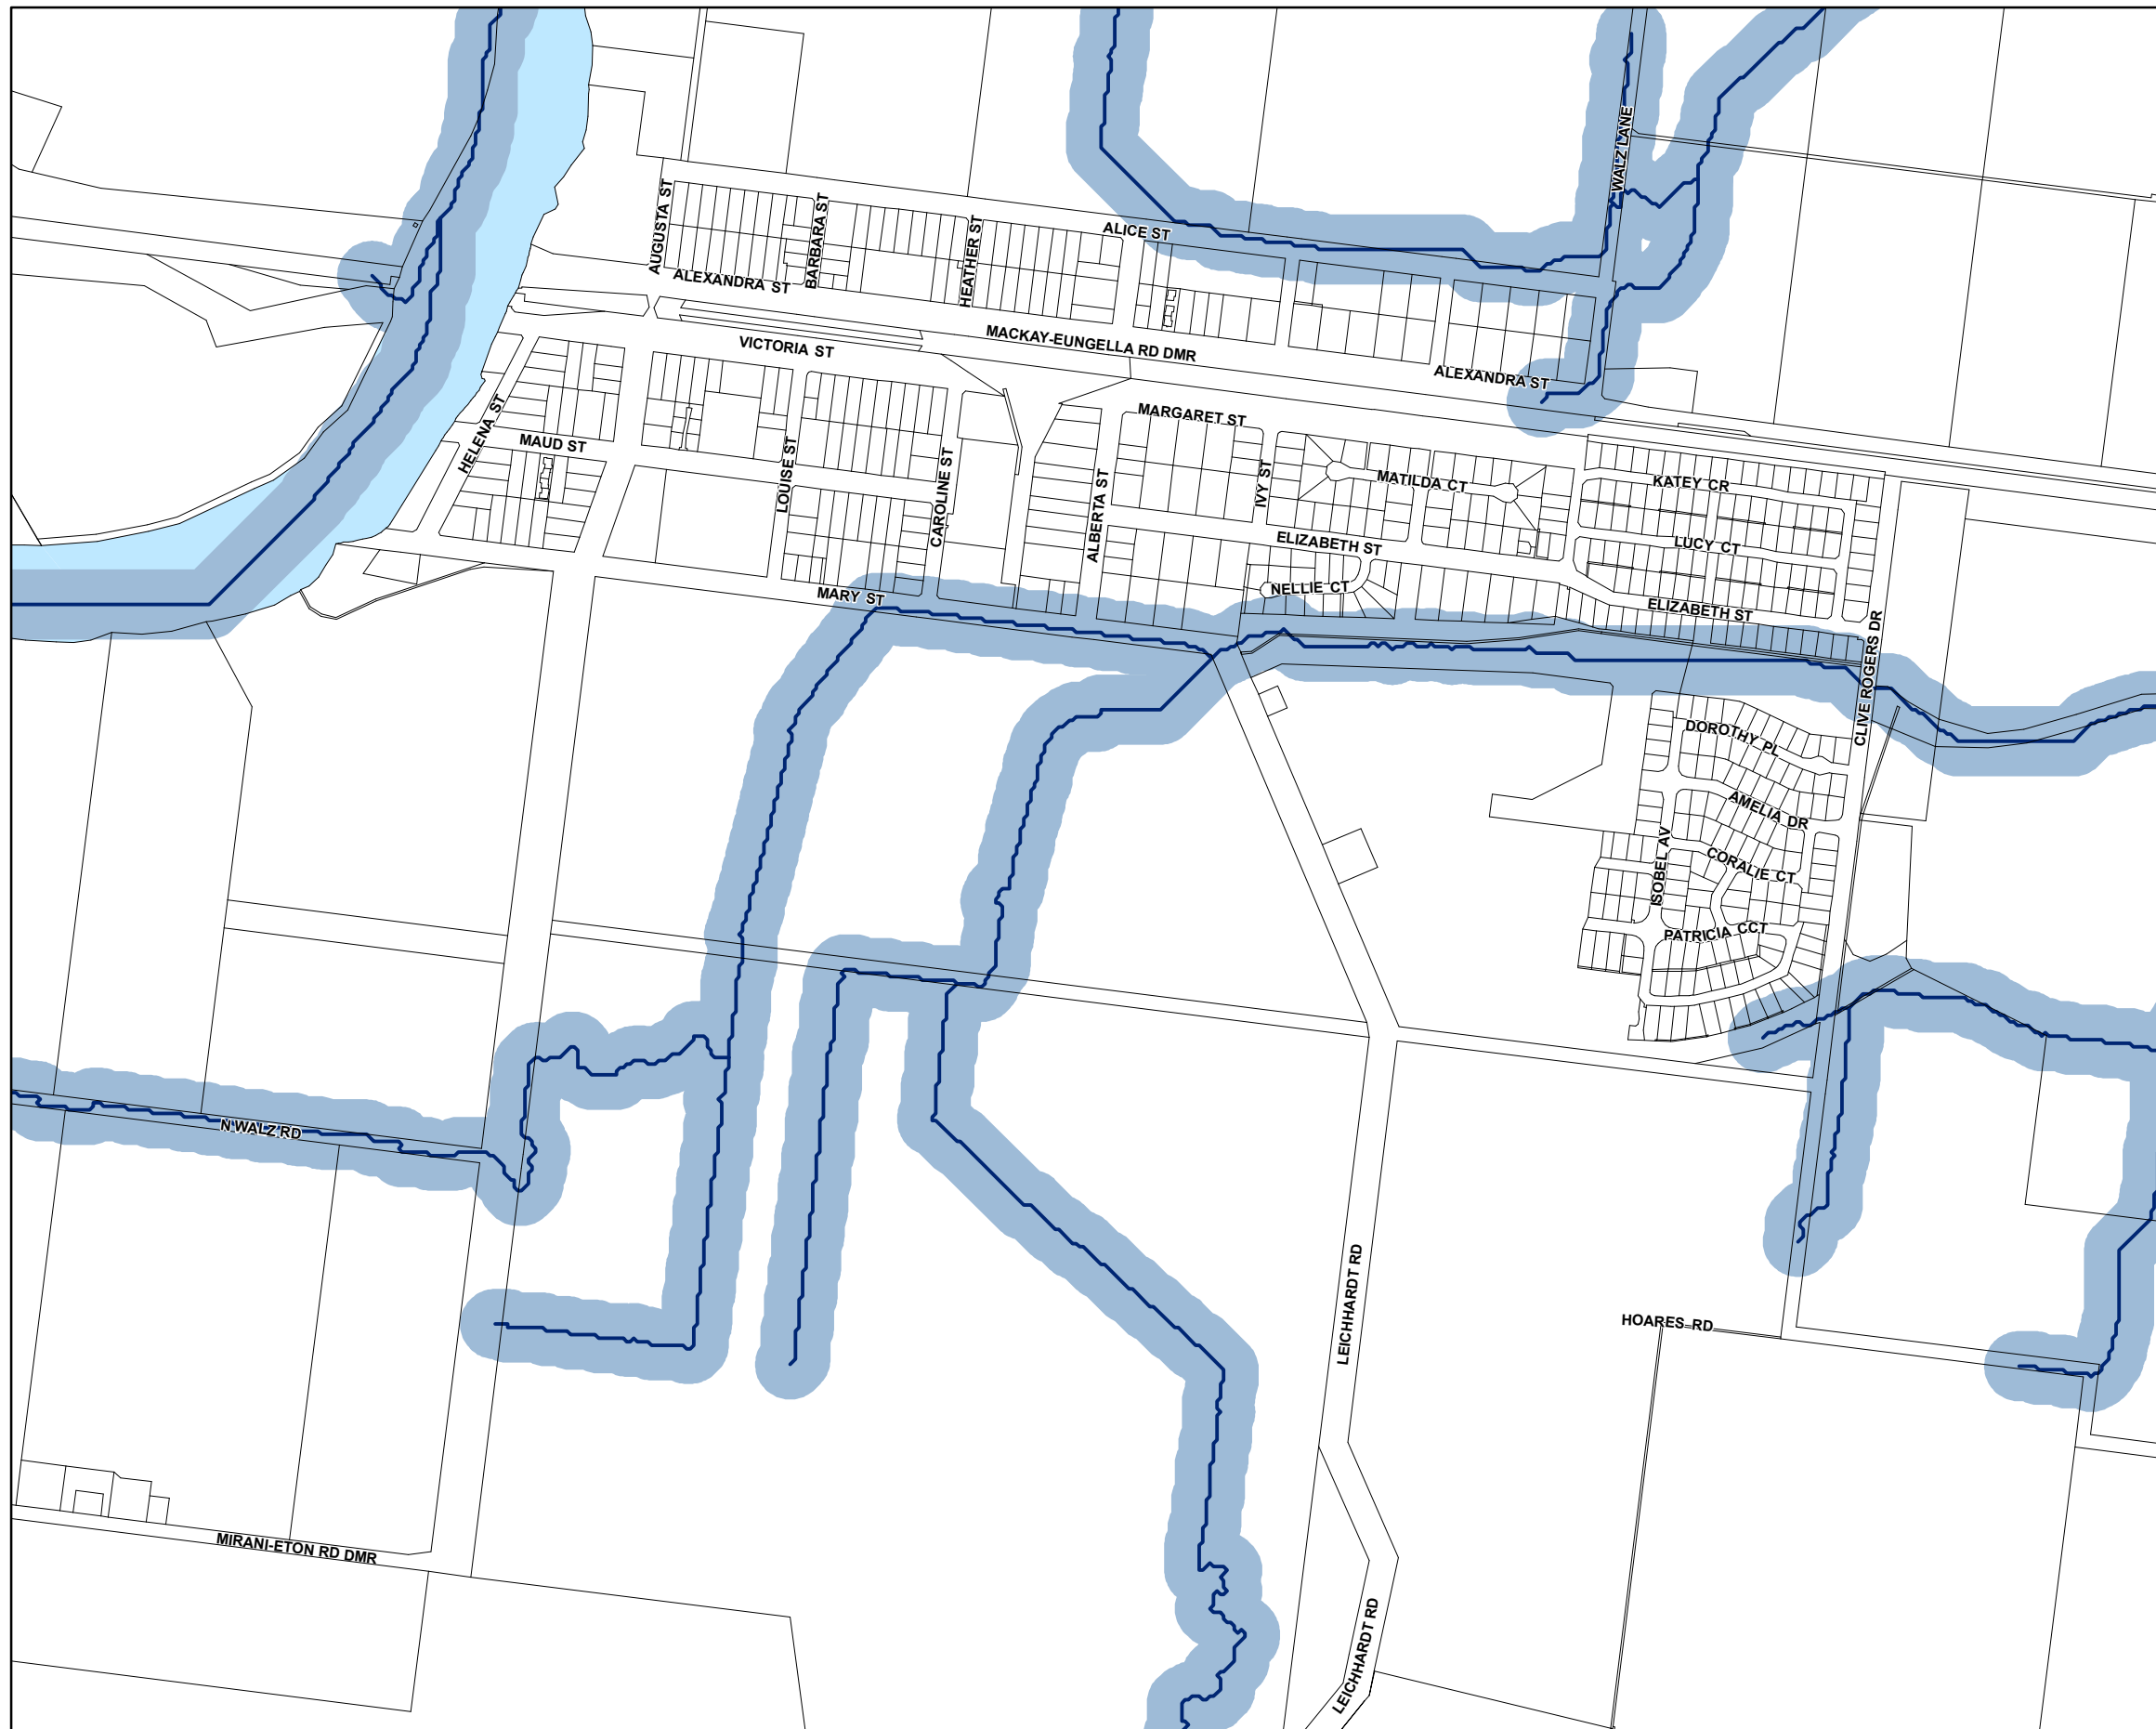 WALZ LANE
AUGUSTA ST
BARBARA ST
HEATHER ST
ALICE ST
ALEXANDRA ST
MACKAY-EUNGELLA RD DMR
VICTORIA ST
ALEXANDRA ST
HELENA ST
MAUD ST
LOUISE ST
CAROLINE ST
ALBERTA ST
MARGARET ST
IVY ST
MATILDA CT
KATEY CR
ELIZABETH ST
LUCY CT
NELLIE CT
MARY ST
ELIZABETH ST
CLIVE ROGERS DR
DOROTHY PL
AMELIA DR
ISOBEL AV
CORALIE CT
PATRICIA CCT
N WALZ RD
LEICHHARDT RD
HOARES RD
MIRANI-ETON RD DMR
LEICHHARDT RD